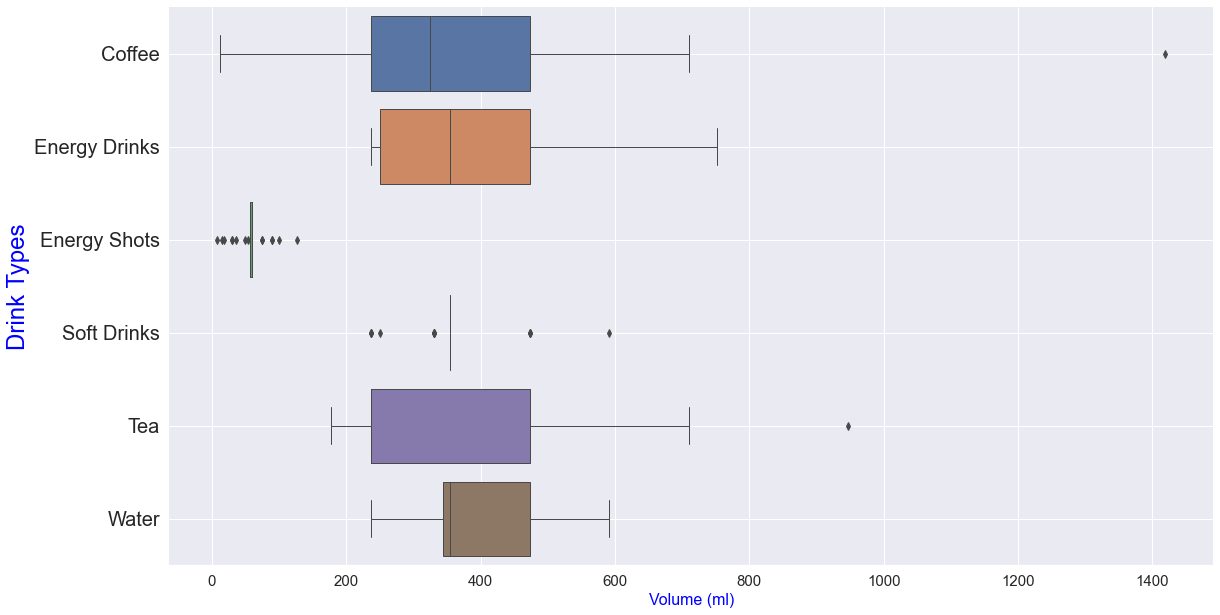 Drink Types
Coffee
Energy Drinks
Energy Shots
Soft Drinks
Tea
Water
0 200 400 600 800 1000 1200 1400
Volume (ml)